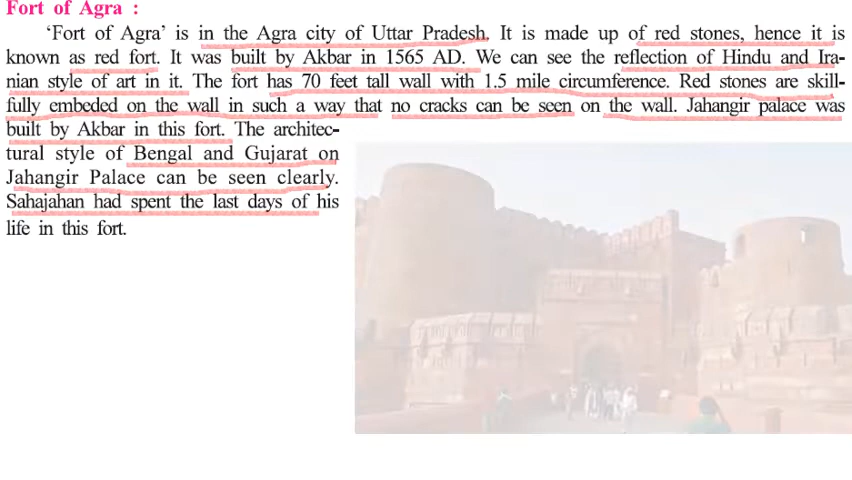 Fort of Agra :
‘Fort of Agra’ is in the Agra city of Uttar Pradesh. It is made up of red stones, hence it is
known as red fort. It was built by Akbar in 1565 AD. We can see the reflection of Hindu and Ira-
nian style of art in it. The fort has 70 feet tall wall with 1.5 mile circumference. Red stones are skill-
fully embeded on the wall in such a way that no cracks can be seen on the wall. Jahangir palace was
built by Akbar in this fort. The architec-
tural style of Bengal and Gujarat on
Jahangir Palace can be seen clearly.
Sahajahan had spent the last days of his
life in this fort.